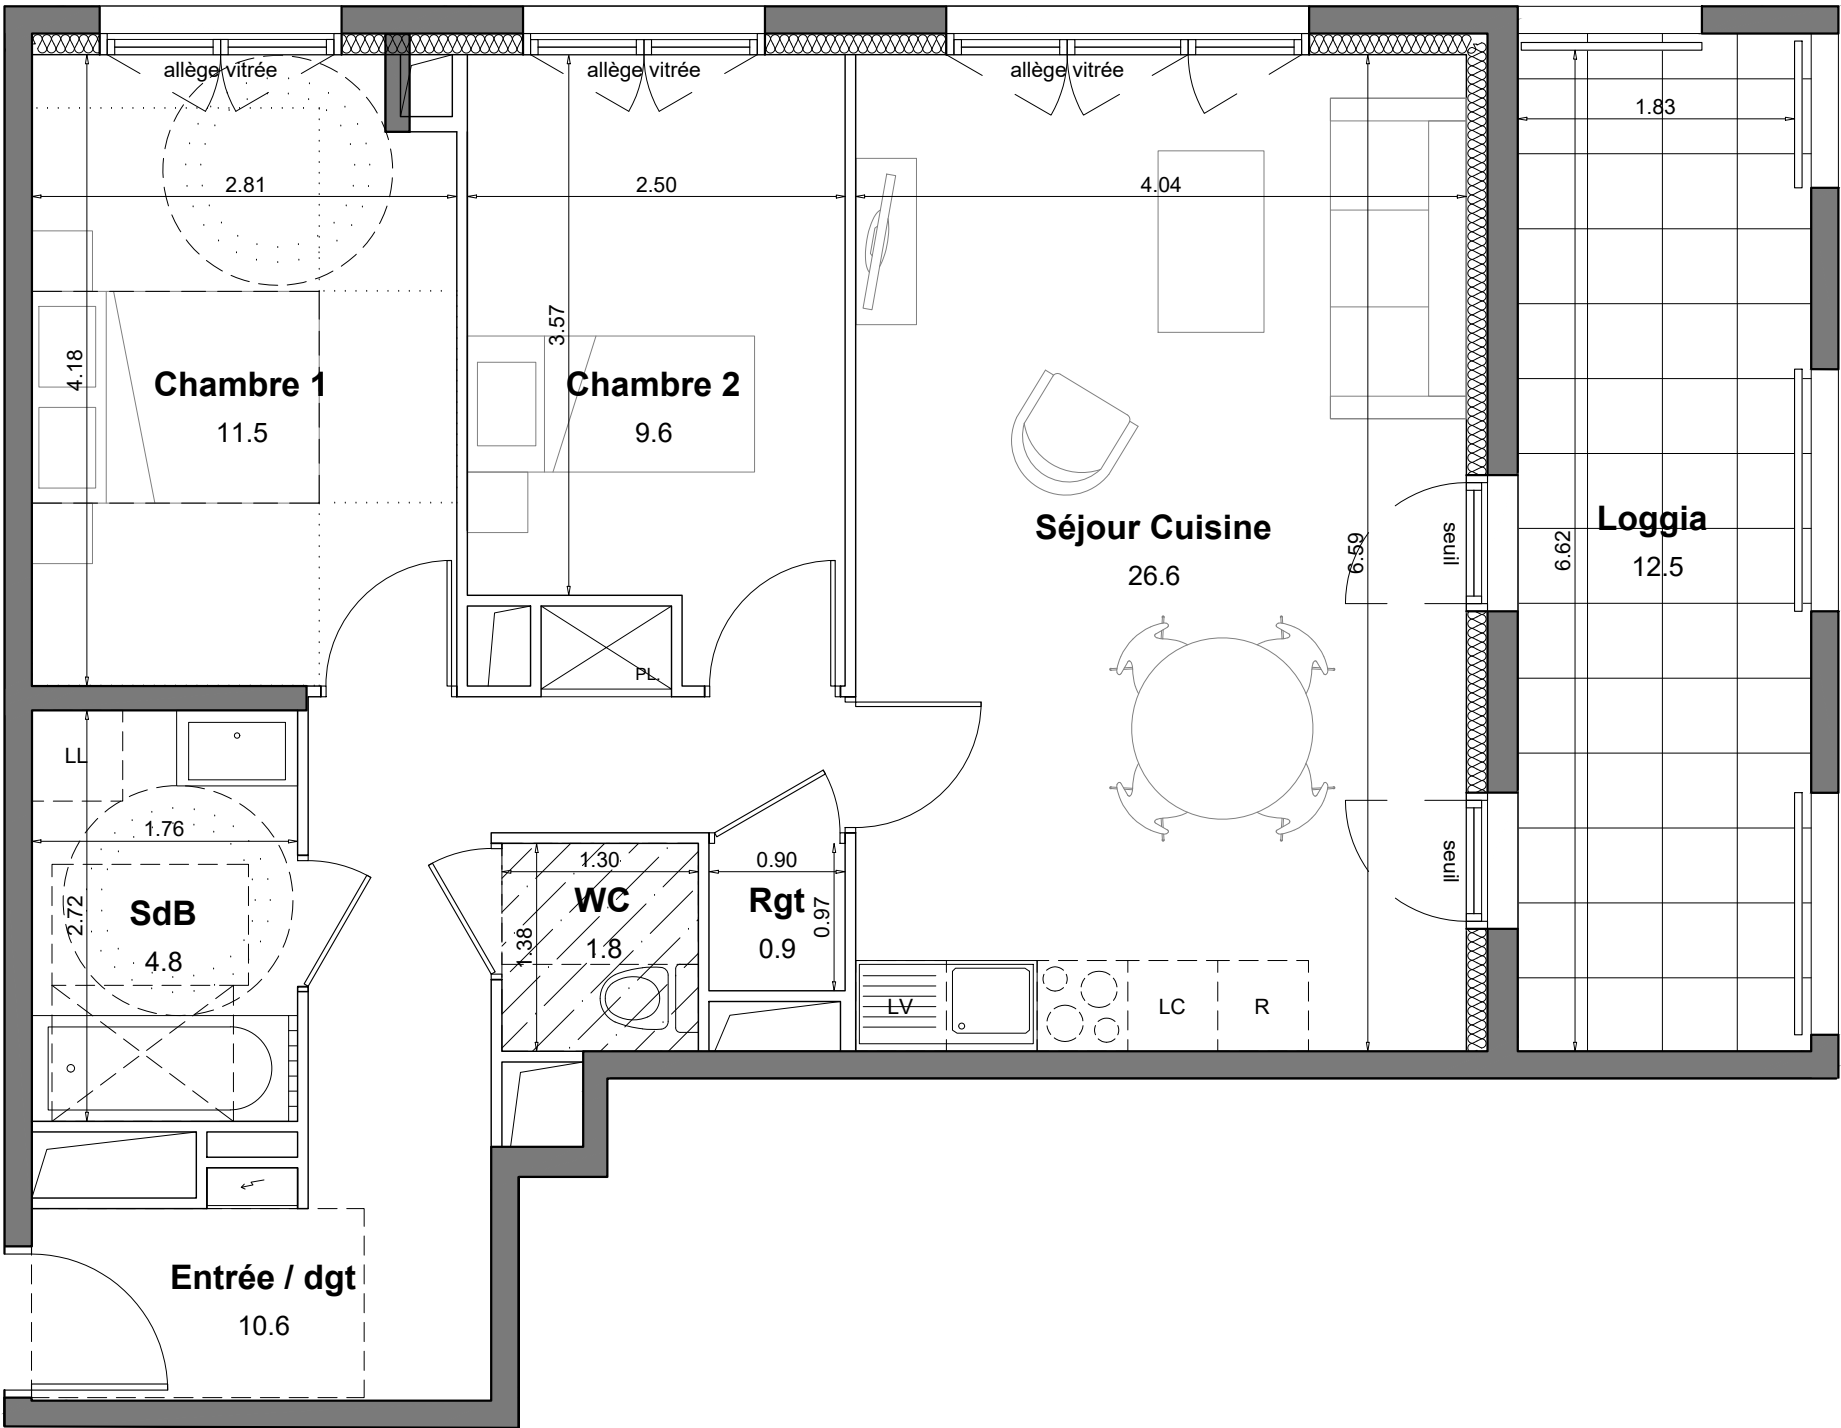 allège vitrée
allège vitrée
allège vitrée
1.83
2.81
2.50
4.04
4.18
3.57
Chambre 1
11.5
Chambre 2
9.6
Séjour Cuisine
26.6
6.59
seuil
6.62
Loggia
12.5
PL.
LL
1.76
2.72
SdB
4.8
1.30
WC
1.38
1.8
0.90
Rgt
0.97
0.9
seuil
LV
LC
R
Entrée / dgt
10.6